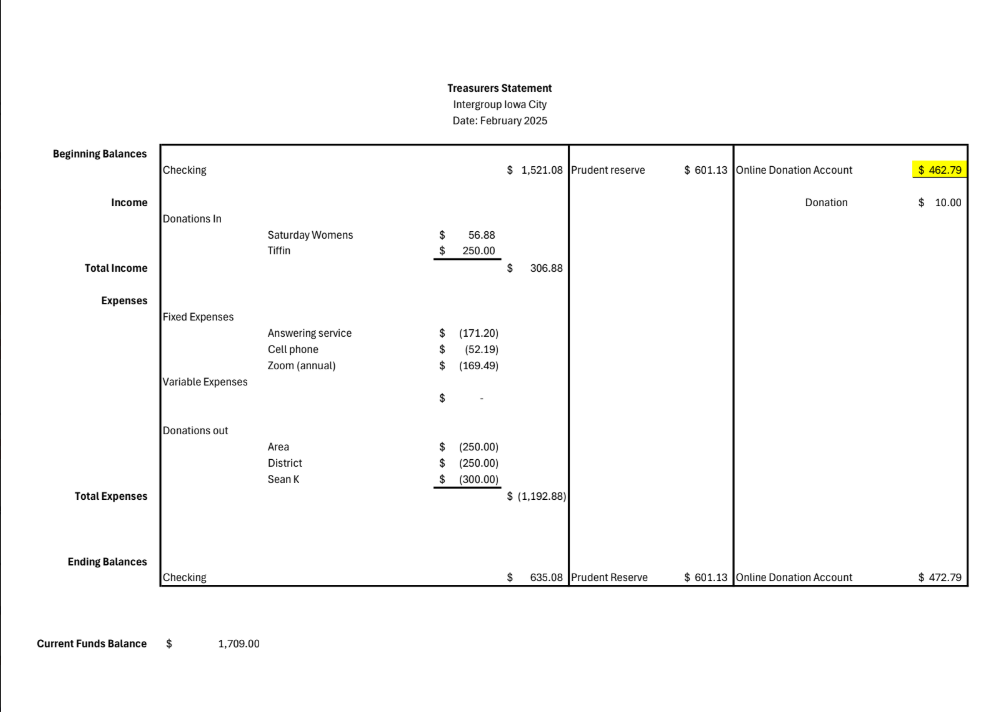 Treasurers Statement
Intergroup Iowa City
Date: February 2025
Beginning Balances
Checking $ 1,521.08 Prudent reserve $ 601.13 Online Donation Account $ 462.79
Income Donation $ 10.00
Donations In
Saturday Womens $ 56.88
Tiffin $ 250.00
Total Income $ 306.88
Expenses
Fixed Expenses
Answering service $ (171.20)
Cell phone $ (52.19)
Zoom (annual) $ (169.49)
Variable Expenses
$ -
Donations out
Area $ (250.00)
District $ (250.00)
Sean K $ (300.00)
Total Expenses $ (1,192.88)
Ending Balances
Checking $ 635.08 Prudent Reserve $ 601.13 Online Donation Account $ 472.79
Current Funds Balance $ 1,709.00